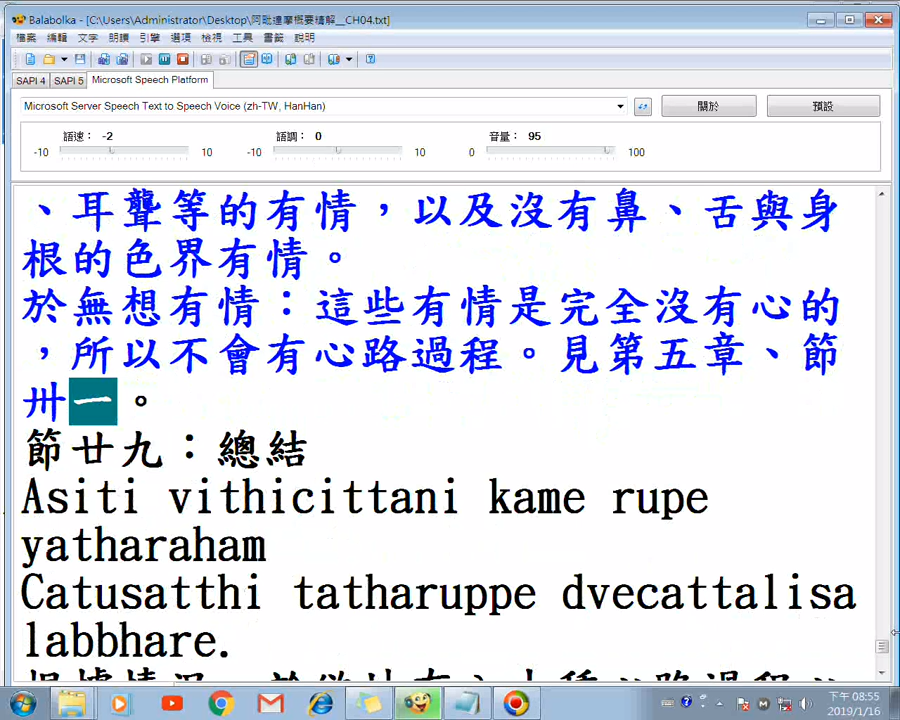 Balabolka - [C:\Users\Administrator\Desktop\阿毗達摩概要精解__CH04.txt]
檔案 編輯 文字 朗讀 引擎 選項 檢視 工具 書籤 說明
SAPI 4 SAPI 5 Microsoft Speech Platform
Microsoft Server Speech Text to Speech Voice (zh-TW, HanHan) 關於 預設
語速： -2 語調： 0 音量： 95
-10 10 -10 10 0 100
、耳聾等的有情，以及沒有鼻、舌與身
根的色界有情。
於無想有情：這些有情是完全沒有心的
，所以不會有心路過程。見第五章、節
卅一。
節廿九：總結
Asiti vithicittani kame rupe
yatharaham
Catusatthi tatharuppe dvecattalisa
labbhare.
下午 08:55
2019/1/16